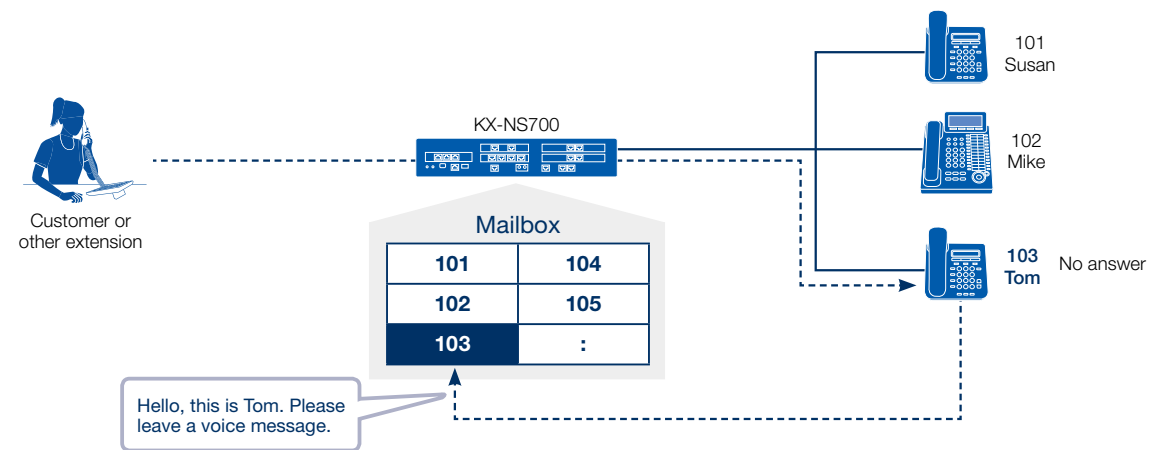 101
Susan
KX-NS700
102
Mike
Customer or
other extension
Mailbox
101 104
102 105
103 :
103
Tom
No answer
Hello, this is Tom. Please
leave a voice message.